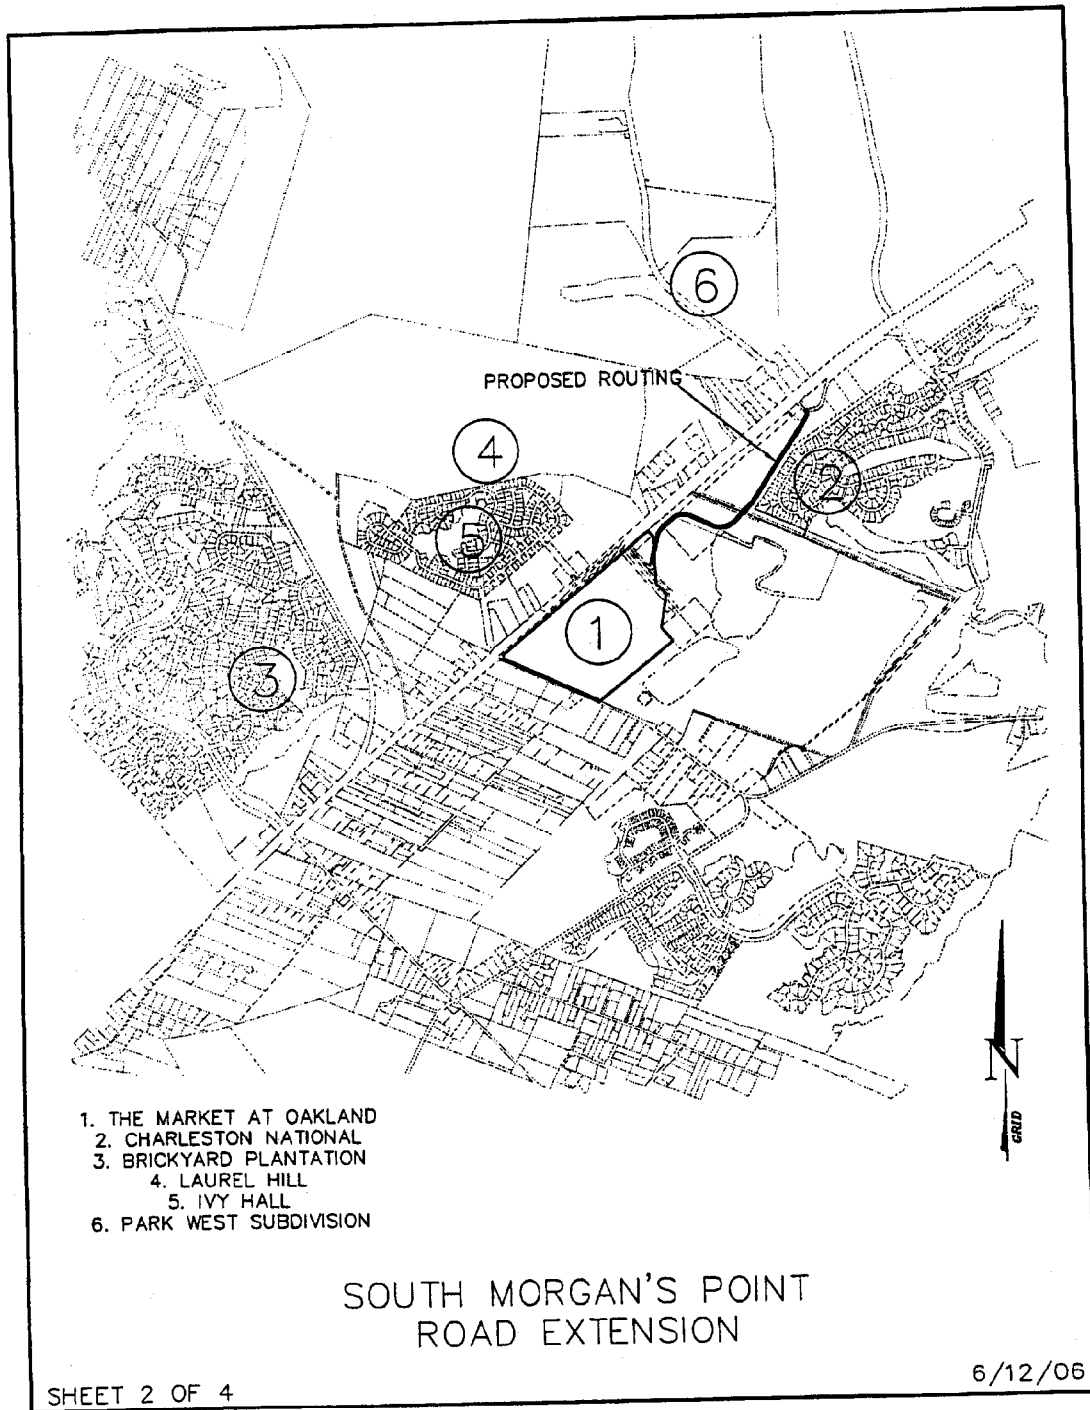 6
PROPOSED ROUTING
4
2
5
1
3
N
GRID
1. THE MARKET AT OAKLAND
2. CHARLESTON NATIONAL
3. BRICKYARD PLANTATION
4. LAUREL HILL
5. IVY HALL
6. PARK WEST SUBDIVISION
SOUTH MORGAN'S POINT
ROAD EXTENSION
6/12/06
SHEET 2 OF 4